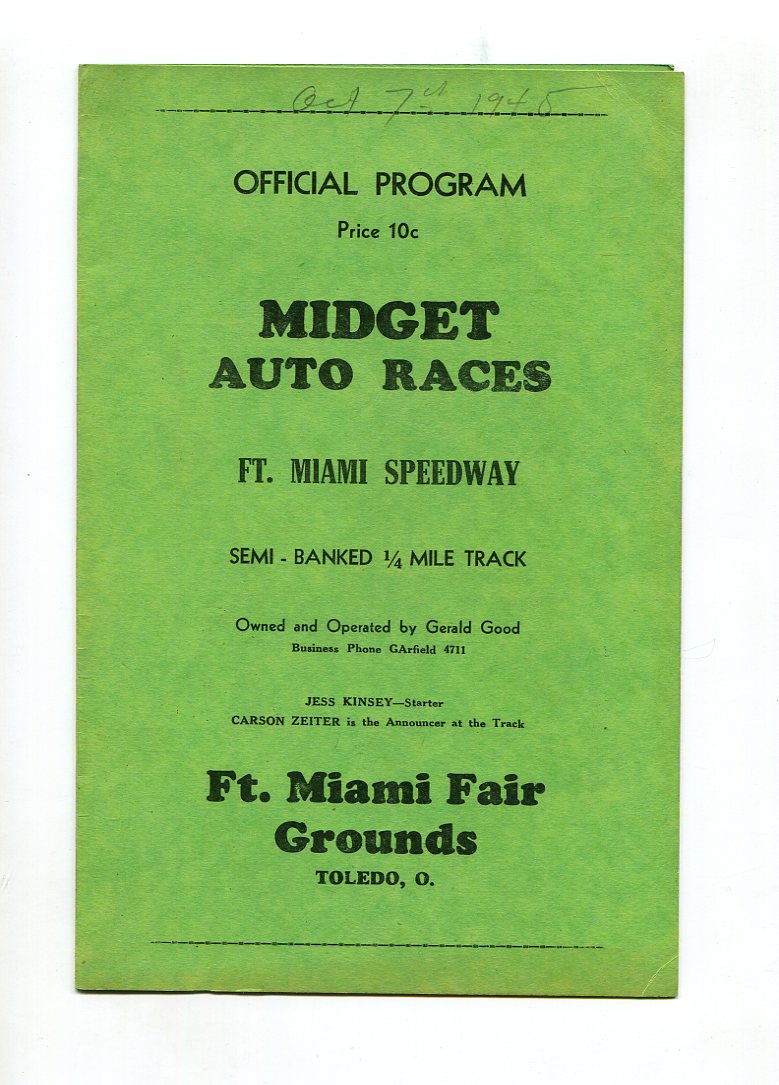 Oct 7st 1945
OFFICIAL PROGRAM
Price 10c
MIDGET
AUTO RACES
FT. MIAMI SPEEDWAY
SEMI - BANKED ¼ MILE TRACK
Owned and Operated by Gerald Good
Business Phone GArfield 4711
JESS KINSEY—Starter
CARSON ZEITER is the Announcer at the Track
Ft. Miami Fair
Grounds
TOLEDO, O.